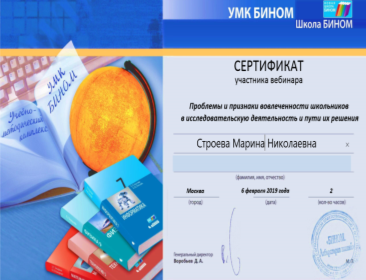 УМК БИНОМ
Школа БИНОМ
УМК
БИНОМ
Учебно-
методический
комплекс
7
СЕРТИФИКАТ
участника вебинара
Проблемы и признаки вовлеченности школьников
в исследовательскую деятельность и пути их решения
Строева Марина Николаевна
×
(фамилия, имя, отчество)
Москва 6 февраля 2019 года 2
(город) (дата) (кол-во часов)
Генеральный директор
Воробьев Д. А.